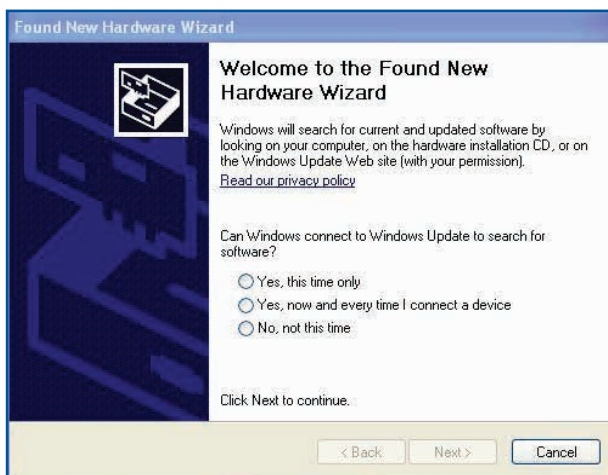 Found New Hardware Wizard
Welcome to the Found New
Hardware Wizard
Windows will search for current and updated software by
looking on your computer, on the hardware installation CD, or on
the Windows Update Web site (with your permission).
Read our privacy policy
Can Windows connect to Windows Update to search for
software?
Yes, this time only
Yes, now and every time I connect a device
No, not this time
Click Next to continue.
< Back
Next >
Cancel